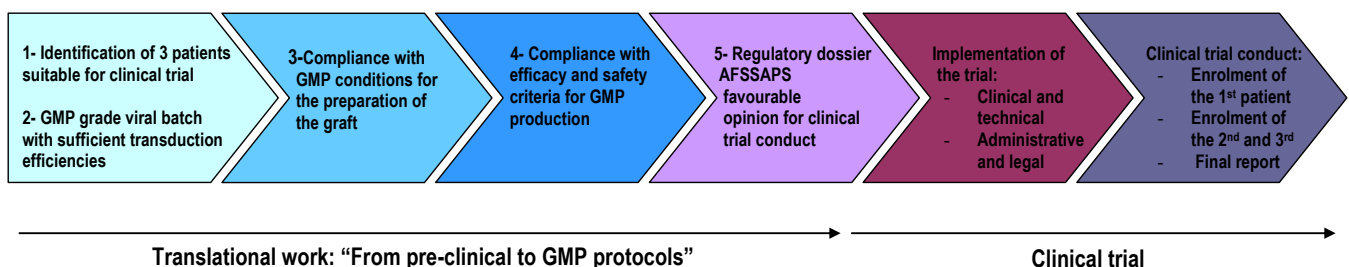 1- Identification of 3 patients
suitable for clinical trial
2- GMP grade viral batch
with sufficient transduction
efficiencies
3-Compliance with
GMP conditions for
the preparation of
the graft
4- Compliance with
efficacy and safety
criteria for GMP
production
5- Regulatory dossier
AFSSAPS
favourable
opinion for clinical
trial conduct
Implementation of
the trial:
- Clinical and
technical
- Administrative
and legal
Clinical trial conduct:
- Enrolment of
the 1st patient
- Enrolment of
the 2nd and 3rd
- Final report
Translational work: “From pre-clinical to GMP protocols”
Clinical trial